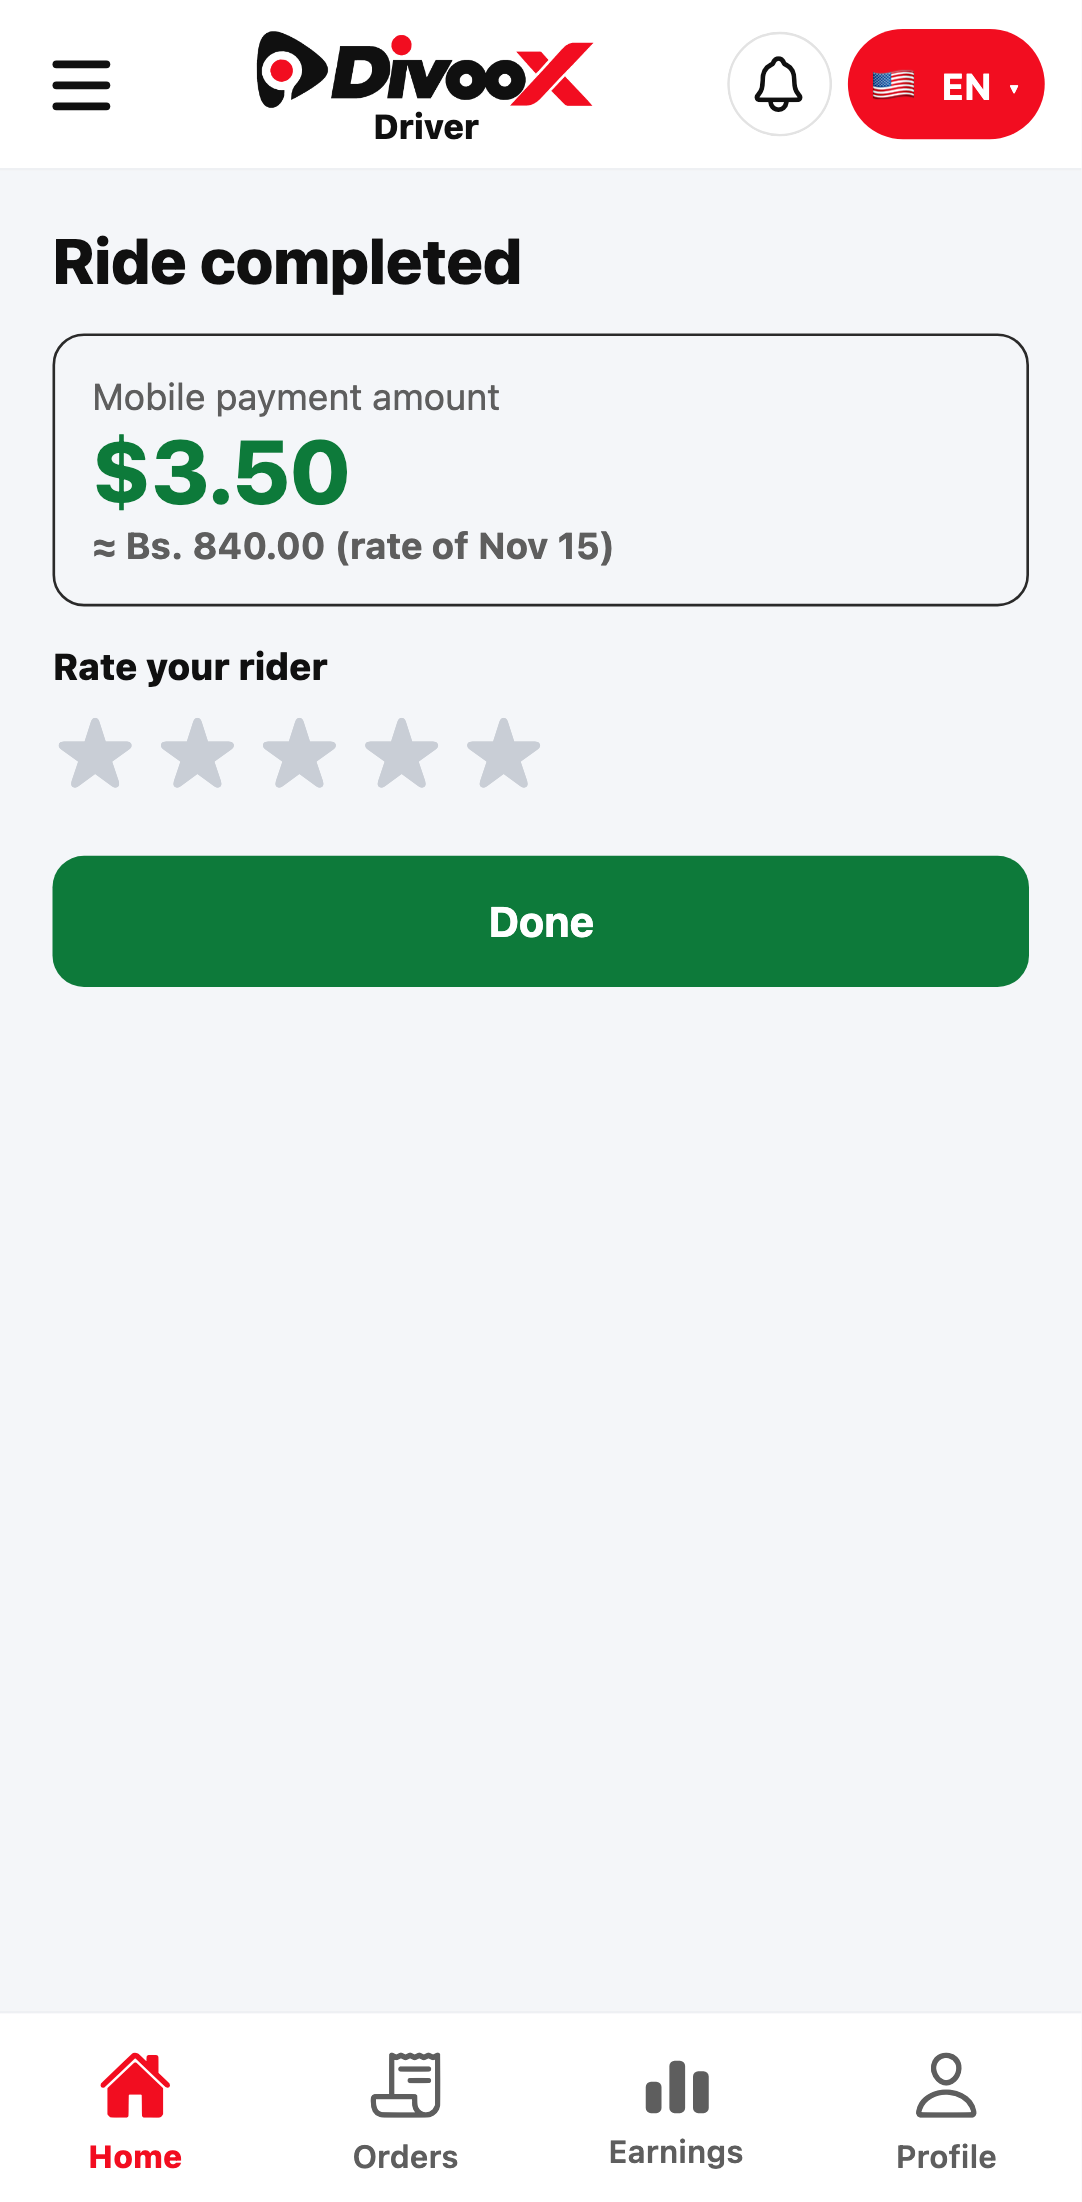 DivooX
Driver
EN
Ride completed
Mobile payment amount
$3.50
≈ Bs. 840.00 (rate of Nov 15)
Rate your rider
Done
Home
Orders
Earnings
Profile